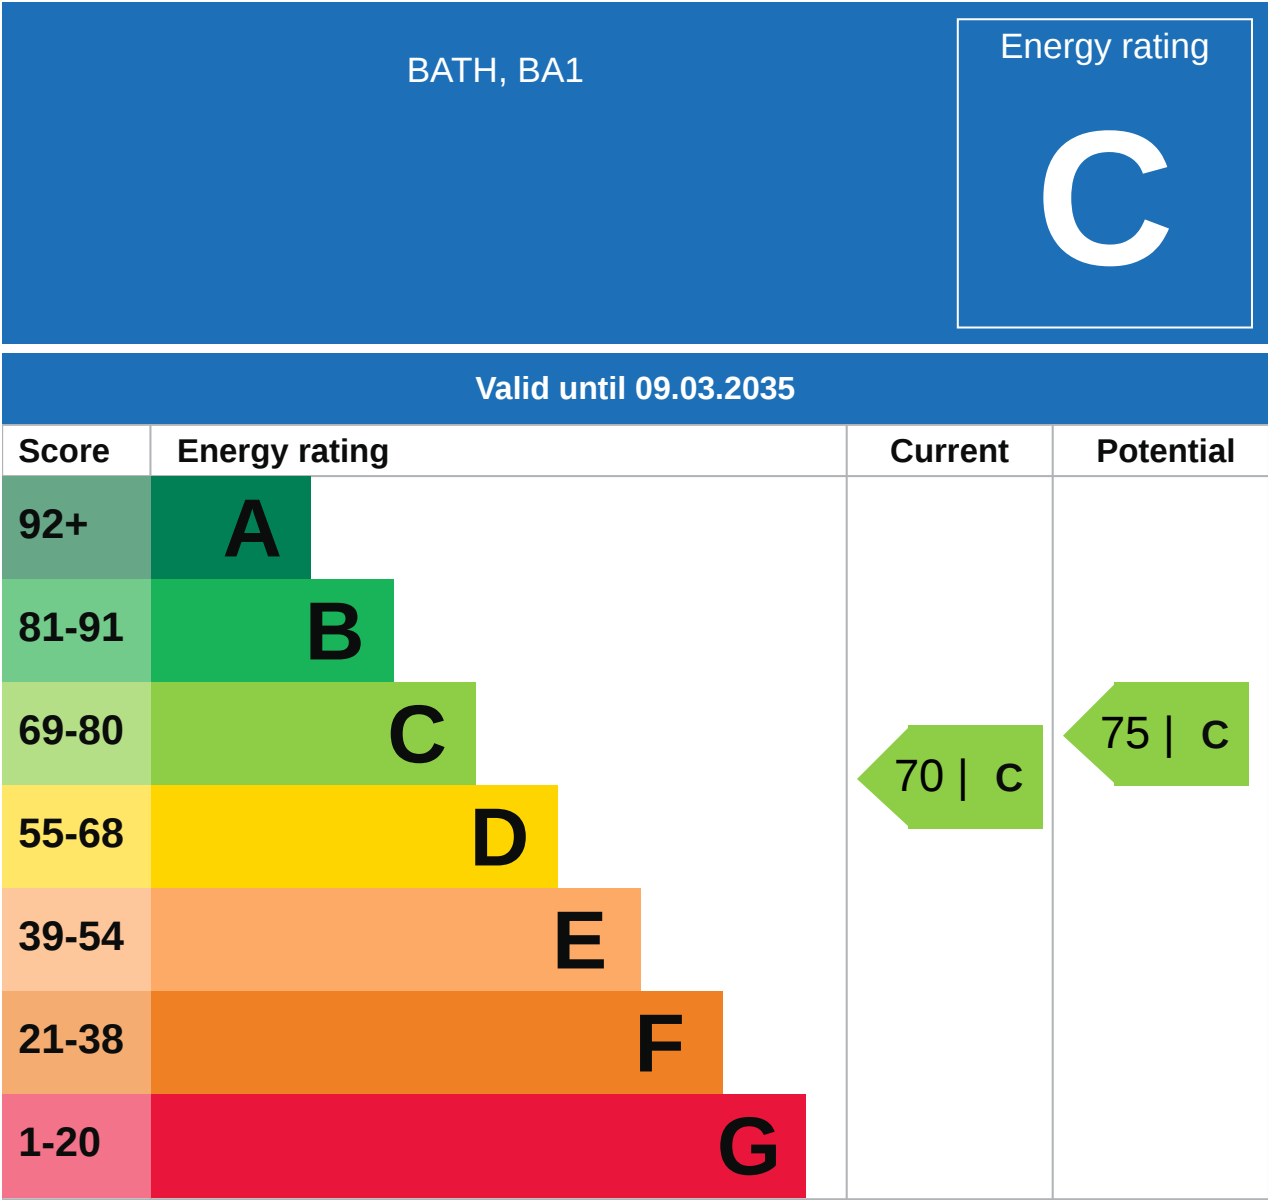 BATH, BA1
Energy rating
C
Valid until 09.03.2035
Score Energy rating Current Potential
92+ A
81-91 B
69-80 C
55-68 D
39-54 E
21-38 F
1-20 G
70 | C
75 | C